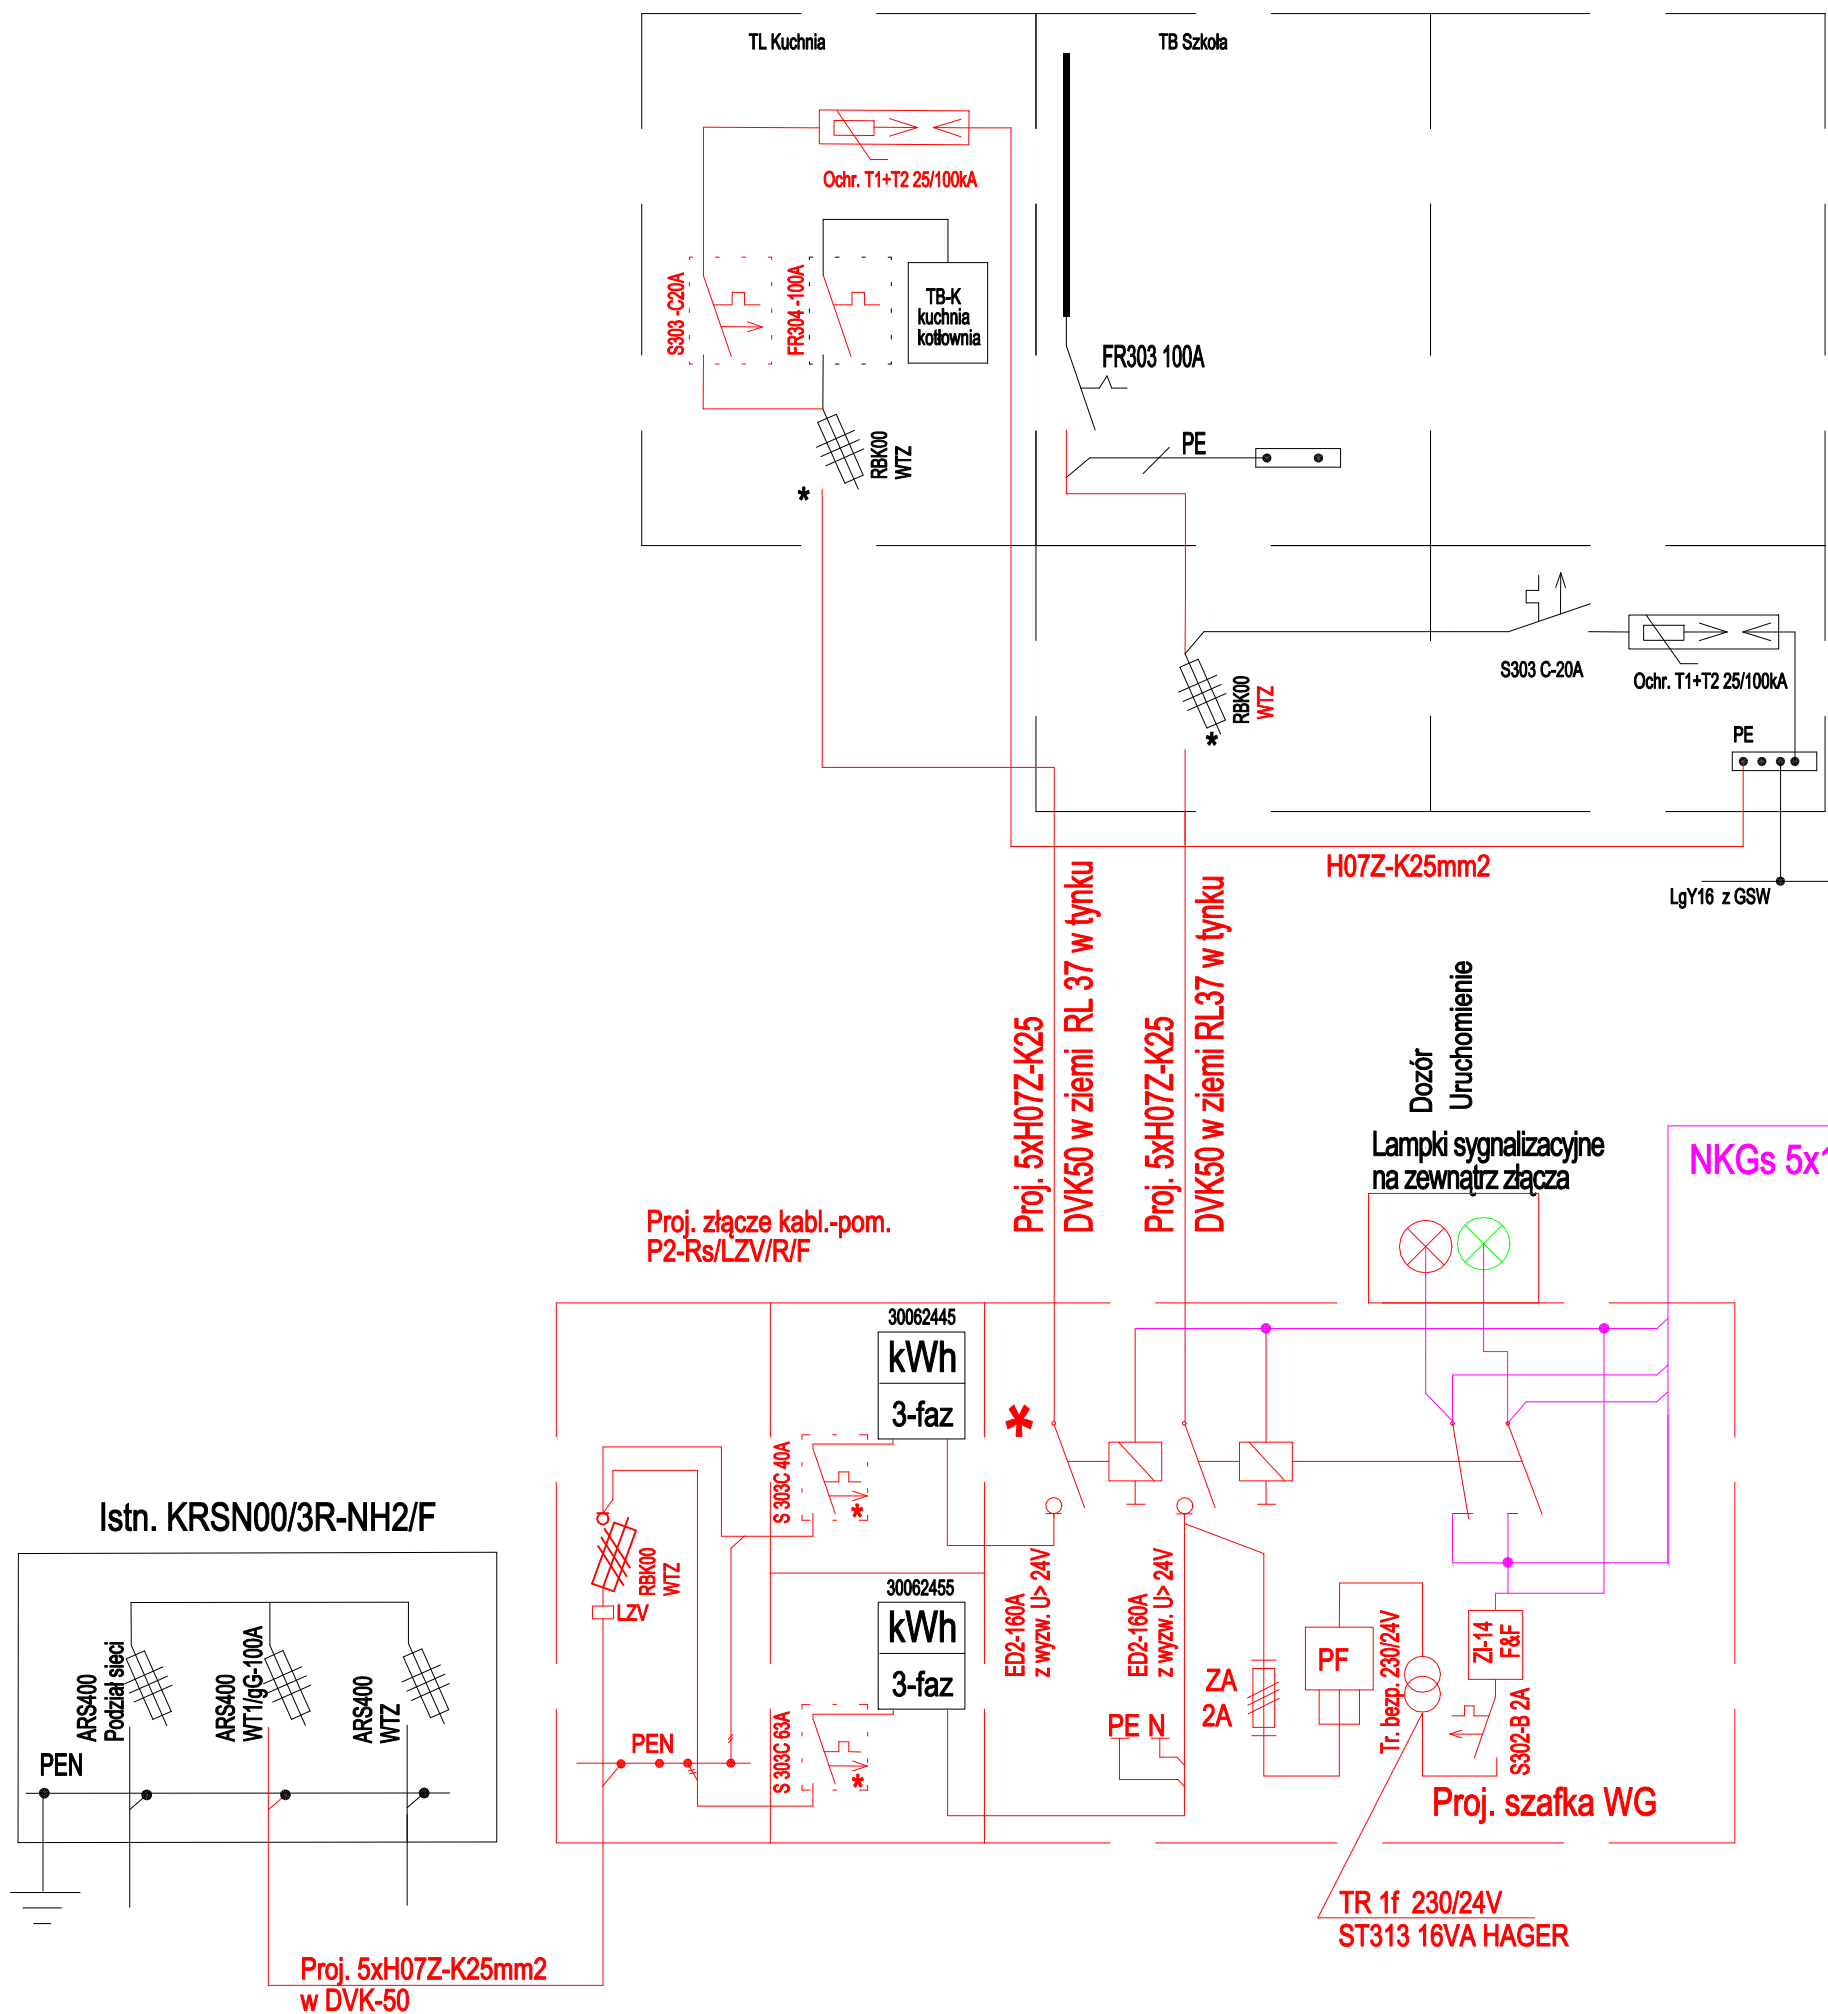 TL Kuchnia
TB Szkoła
Ochr. T1+T2 25/100kA
S303 -C20A
FR304 -100A
TB-K
kuchnia
kotłownia
FR303 100A
RBK00
WTZ
*
PE
S303 C-20A
Ochr. T1+T2 25/100kA
RBK00
WTZ
*
PE
H07Z-K25mm2
LgY16 z GSW
Proj. 5xH07Z-K25
DVK50 w ziemi RL 37 w tynku
Proj. 5xH07Z-K25
DVK50 w ziemi RL37 w tynku
Dozór
Uruchomienie
Lampki sygnalizacyjne
na zewnątrz złącza
NKGs 5x1
Proj. złącze kabl.-pom.
P2-Rs/LZV/R/F
30062445
kWh
3-faz
*
S 303C 40A
*
Istn. KRSN00/3R-NH2/F
RBK00
WTZ
LZV
30062455
kWh
3-faz
ED2-160A
z wyzw. U> 24V
ED2-160A
z wyzw. U> 24V
ARS400
Podział sieci
ARS400
WT1/gG-100A
ARS400
WTZ
PEN
PEN
S 303C 63A
*
PE N
ZA
2A
PF
Tr. bezp. 230/24V
ZI-14
F&F
S302-B 2A
Proj. szafka WG
TR 1f 230/24V
ST313 16VA HAGER
Proj. 5xH07Z-K25mm2
w DVK-50